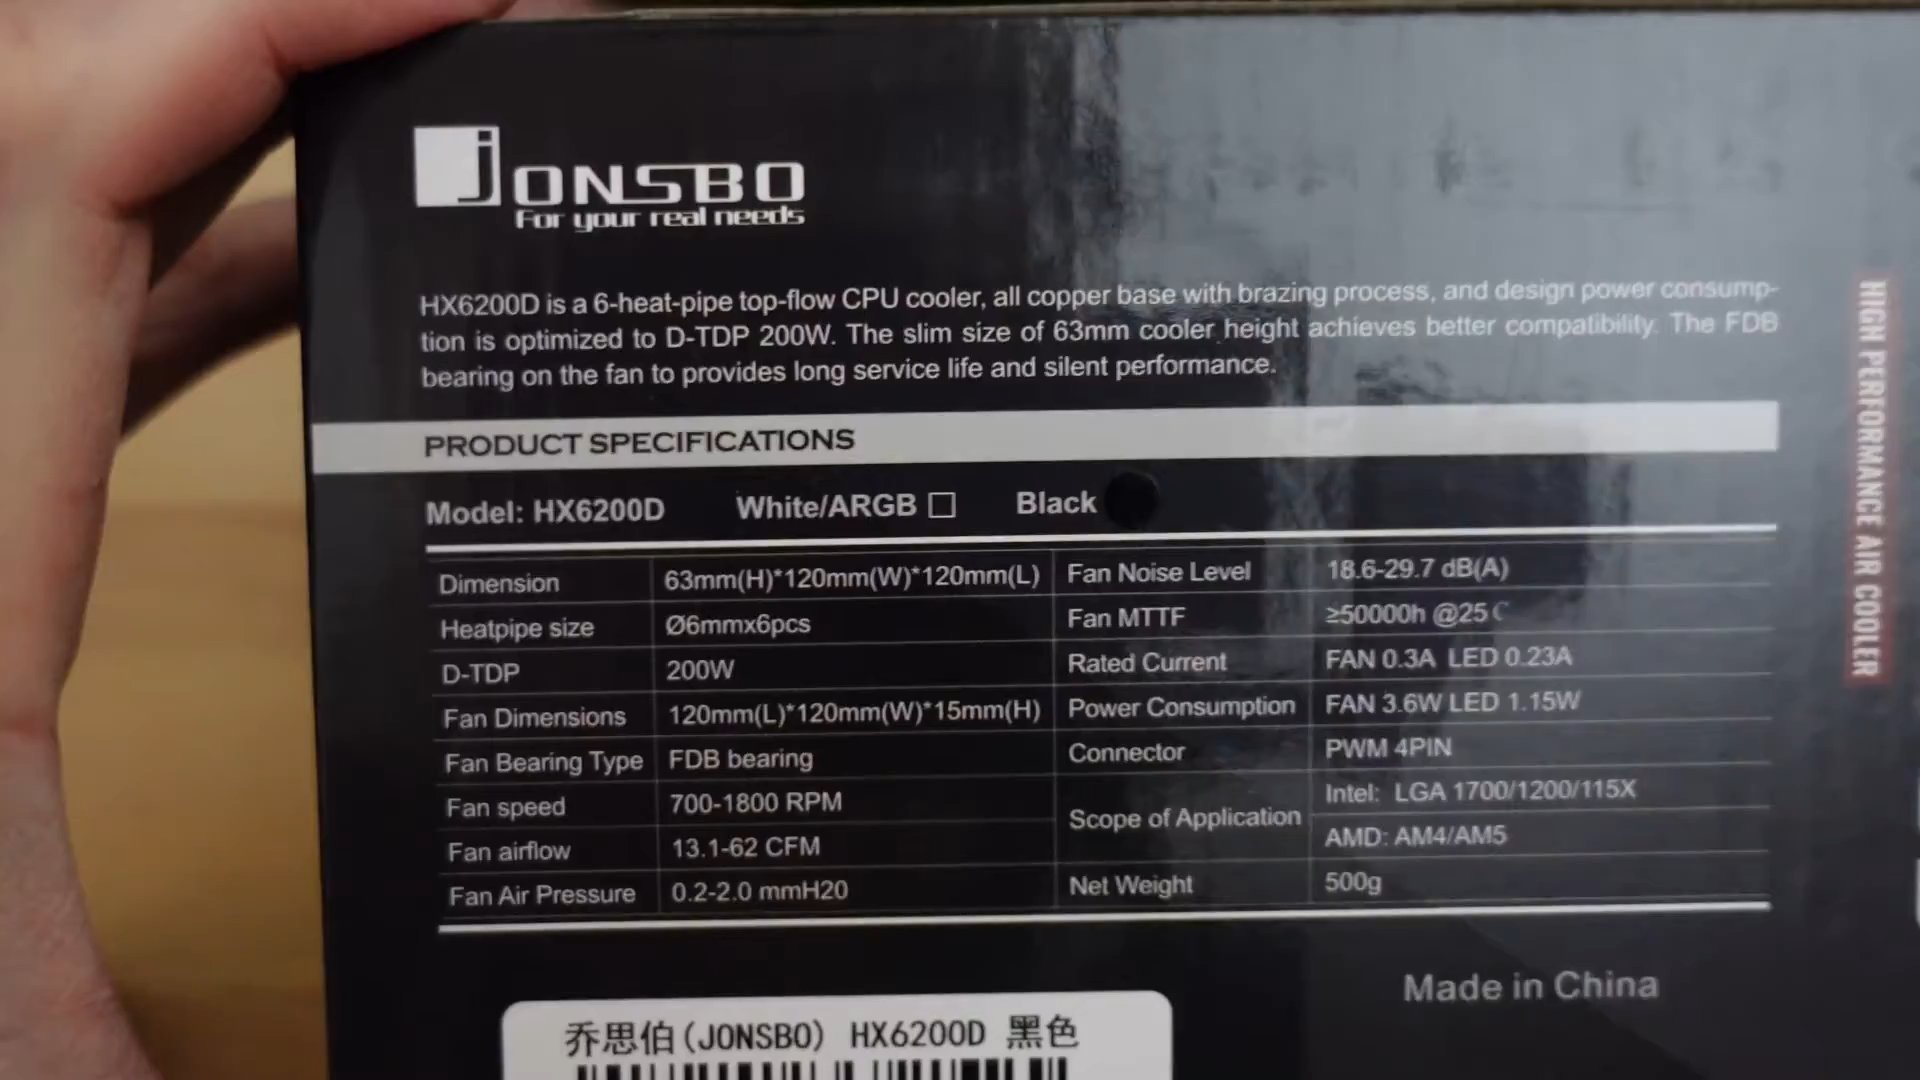 JONSBO
For your real needs
HX6200D is a 6-heat-pipe top-flow CPU cooler, all copper base with brazing process, and design power consump-
tion is optimized to D-TDP 200W. The slim size of 63mm cooler height achieves better compatibility. The FDB
bearing on the fan to provides long service life and silent performance.
PRODUCT SPECIFICATIONS
Model: HX6200D White/ARGB □ Black
Dimension 63mm(H)*120mm(W)*120mm(L) Fan Noise Level 18.6-29.7 dB(A)
Heatpipe size Ø6mmx6pcs Fan MTTF ≥50000h @25℃
D-TDP 200W Rated Current FAN 0.3A LED 0.23A
Fan Dimensions 120mm(L)*120mm(W)*15mm(H) Power Consumption FAN 3.6W LED 1.15W
Fan Bearing Type FDB bearing Connector PWM 4PIN
Fan speed 700-1800 RPM Scope of Application Intel: LGA 1700/1200/115X
Fan airflow 13.1-62 CFM AMD: AM4/AM5
Fan Air Pressure 0.2-2.0 mmH20 Net Weight 500g
Made in China
乔思伯(JONSBO) HX6200D 黑色
HIGH PERFORMANCE AIR COOLER